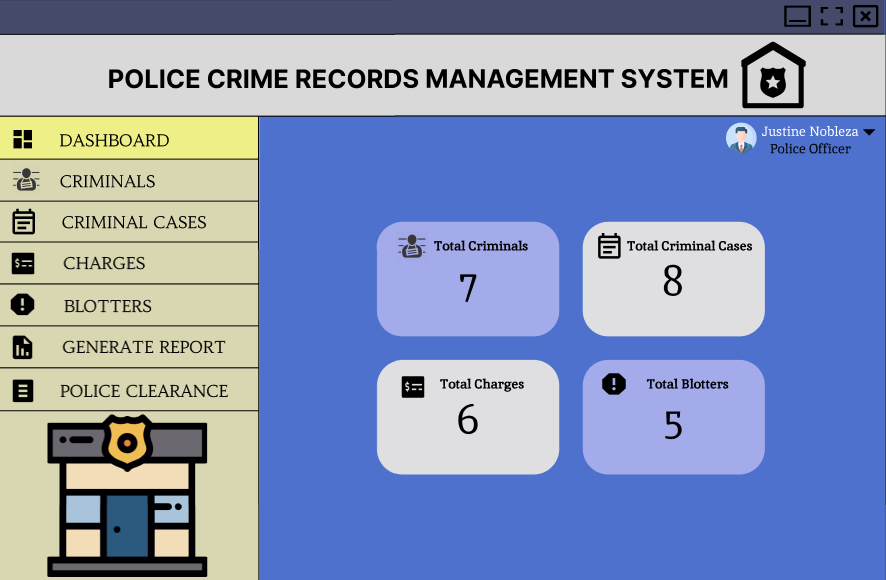 POLICE CRIME RECORDS MANAGEMENT SYSTEM
Justine Nobleza
Police Officer
DASHBOARD
CRIMINALS
CRIMINAL CASES
CHARGES
BLOTTERS
GENERATE REPORT
POLICE CLEARANCE
Total Criminals
7
Total Criminal Cases
8
Total Charges
6
Total Blotters
5